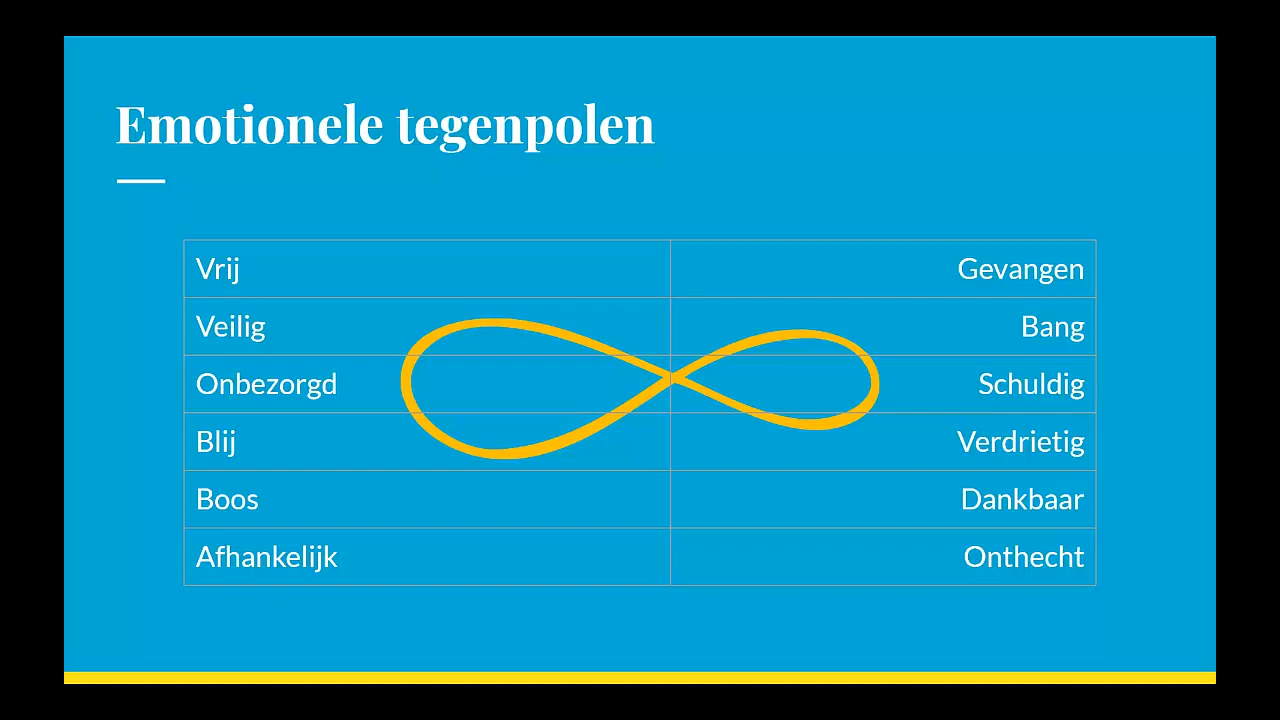 Emotionele tegenpolen
Vrij Gevangen
Veilig Bang
Onbezorgd Schuldig
Blij Verdrietig
Boos Dankbaar
Afhankelijk Onthecht